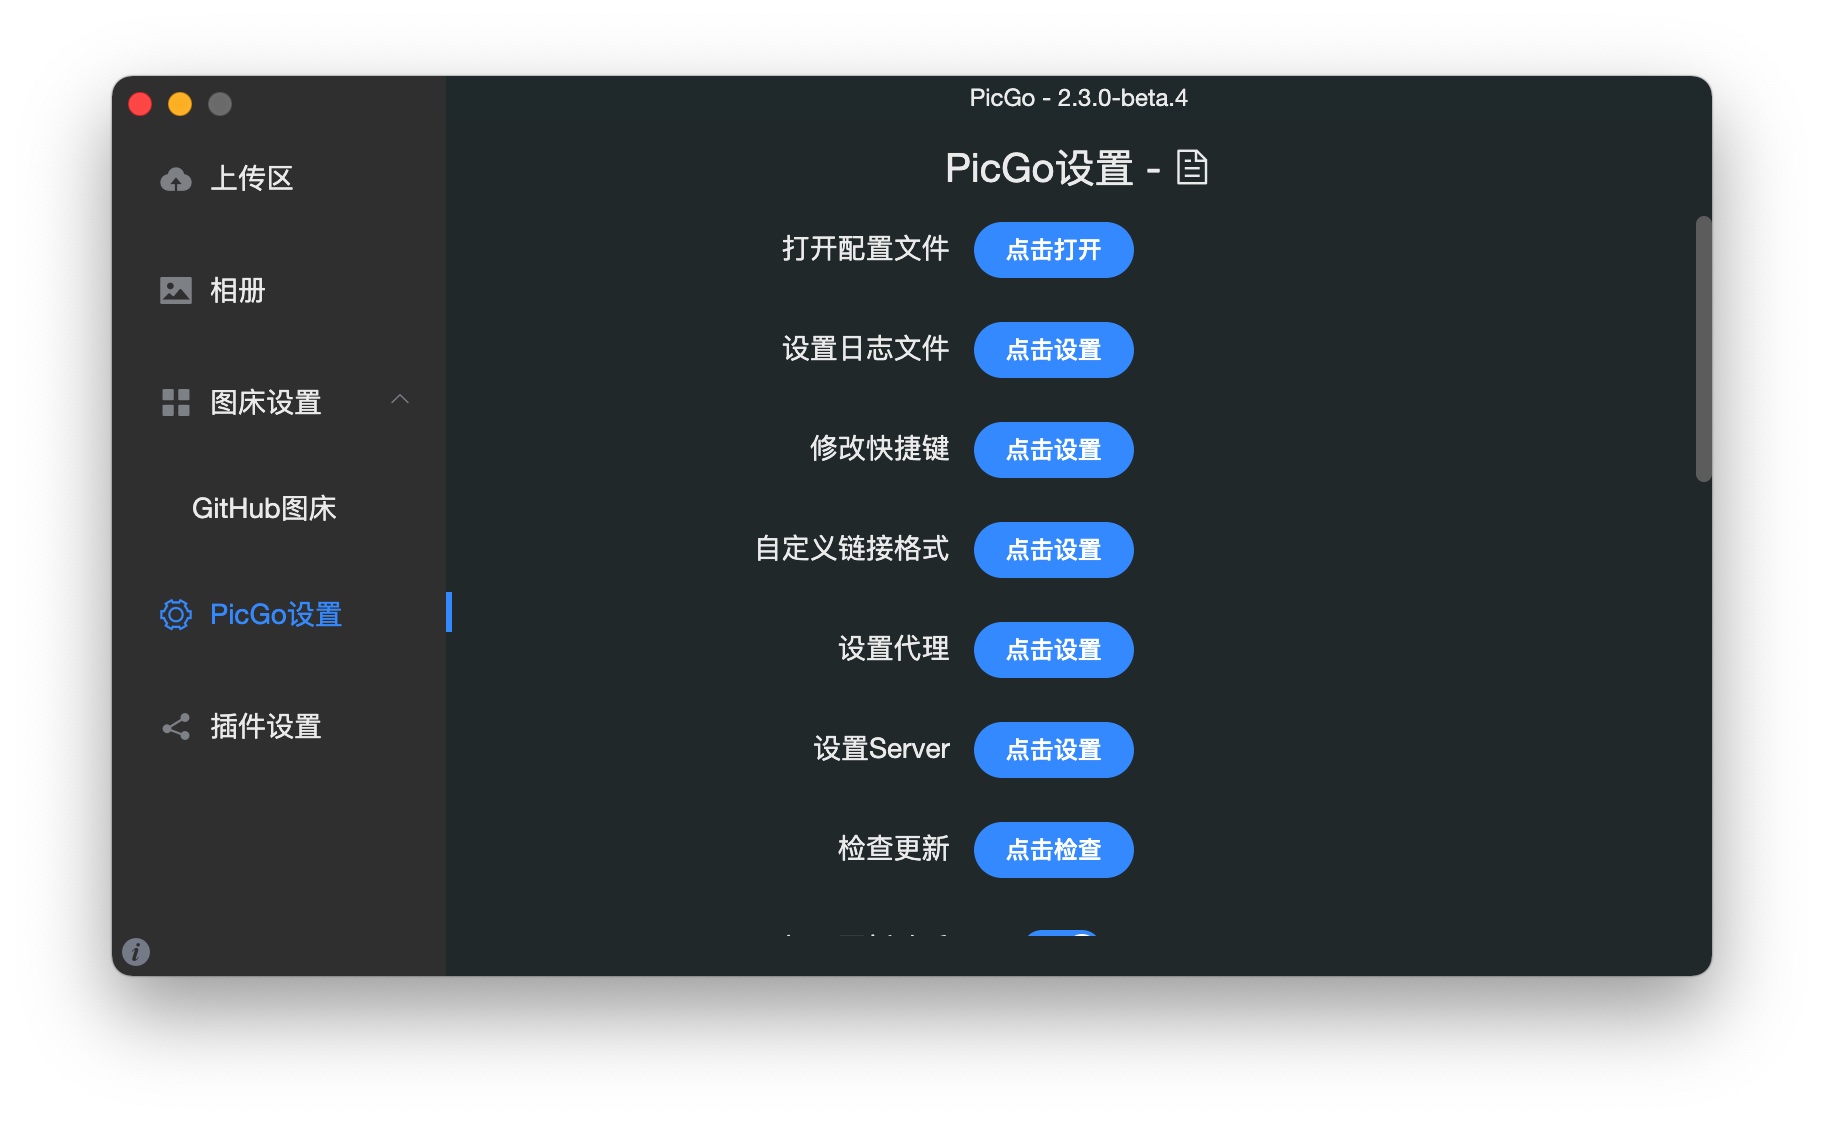 PicGo - 2.3.0-beta.4
上传区
相册
图床设置
GitHub图床
PicGo设置
插件设置
PicGo设置 -
打开配置文件 点击打开
设置日志文件 点击设置
修改快捷键 点击设置
自定义链接格式 点击设置
设置代理 点击设置
设置Server 点击设置
检查更新 点击检查